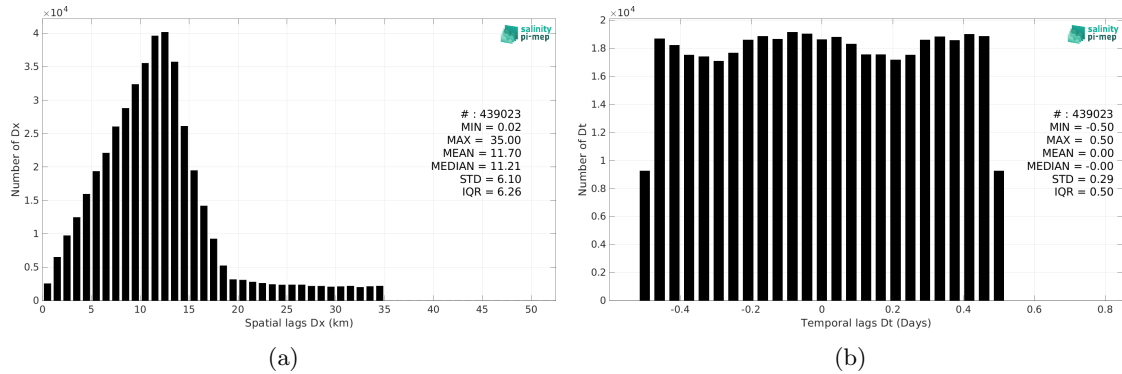 ×10⁴
4
3.5
3
2.5
2
1.5
1
0.5
0
Number of Dx
0 5 10 15 20 25 30 35 40 45 50
Spatial lags Dx (km)
salinity
pi-mep
# : 439023
MIN = 0.02
MAX = 35.00
MEAN = 11.70
MEDIAN = 11.21
STD = 6.10
IQR = 6.26
(a)
×10⁴
2
1.8
1.6
1.4
1.2
1
0.8
0.6
0.4
0.2
0
Number of Dt
-0.4 -0.2 0 0.2 0.4 0.6 0.8
Temporal lags Dt (Days)
salinity
pi-mep
# : 439023
MIN = -0.50
MAX = 0.50
MEAN = 0.00
MEDIAN = -0.00
STD = 0.29
IQR = 0.50
(b)